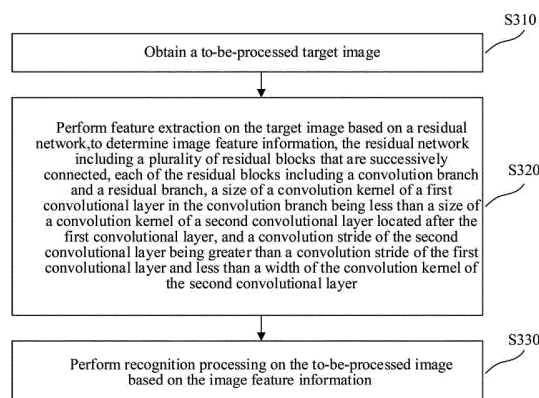 S310
Obtain a to-be-processed target image
Perform feature extraction on the target image based on a residual
network,to determine image feature information, the residual network
including a plurality of residual blocks that are successively
connected, each of the residual blocks including a convolution branch
and a residual branch, a size of a convolution kernel of a first
convolutional layer in the convolution branch being less than a size of
a convolution kernel of a second convolutional layer located after the
first convolutional layer, and a convolution stride of the second
convolutional layer being greater than a convolution stride of the first
convolutional layer and less than a width of the convolution kernel of
the second convolutional layer
S320
S330
Perform recognition processing on the to-be-processed image
based on the image feature information